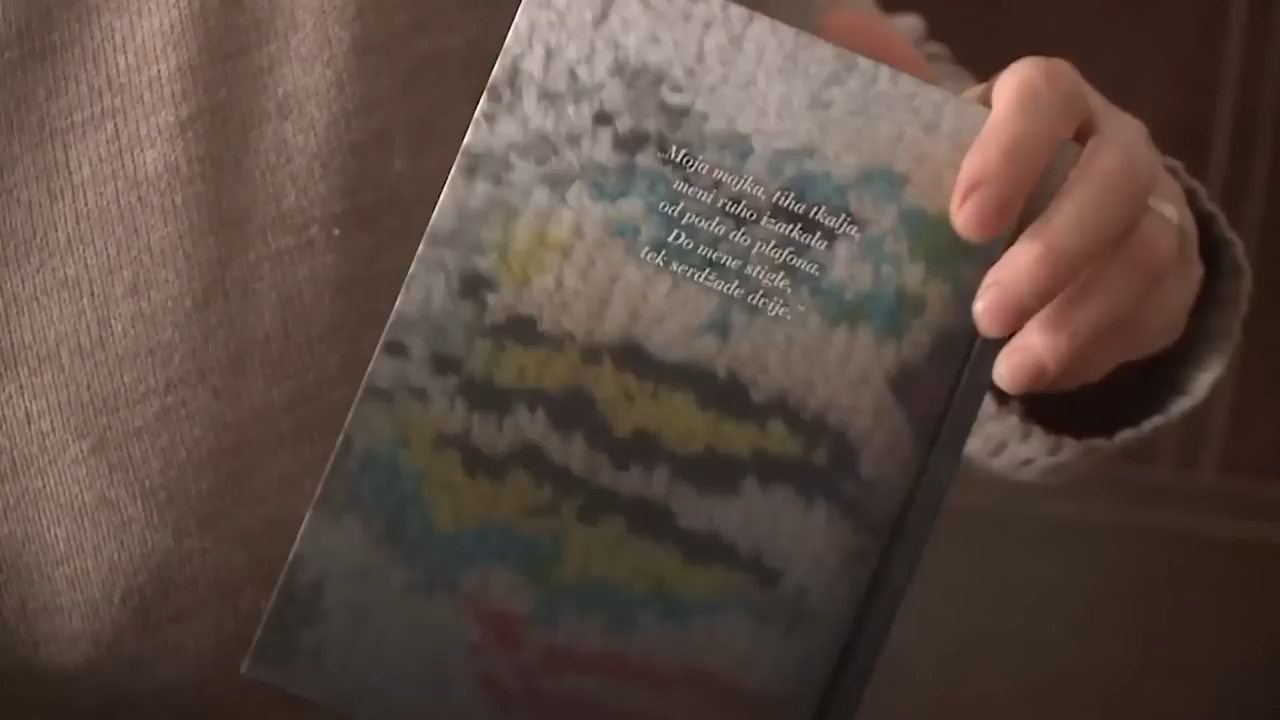 „Moja majka, tiha tkalja,
meni ruho izatkala
od poda do plafona.
Do mene stigle,
tek serdžade dvije.“